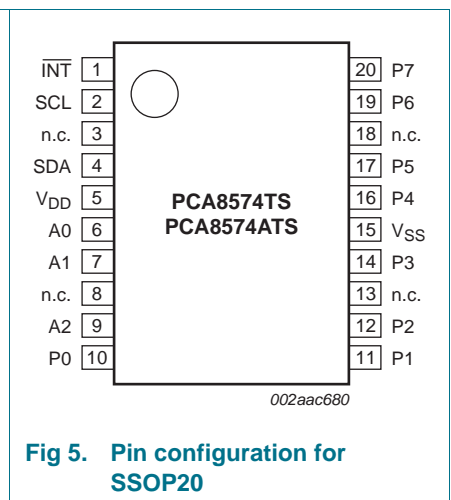 INT 1 20 P7
SCL 2 19 P6
n.c. 3 18 n.c.
SDA 4 17 P5
VDD 5 PCA8574TS 16 P4
A0 6 PCA8574ATS 15 VSS
A1 7 14 P3
n.c. 8 13 n.c.
A2 9 12 P2
P0 10 11 P1
002aac680
Fig 5. Pin configuration for
SSOP20